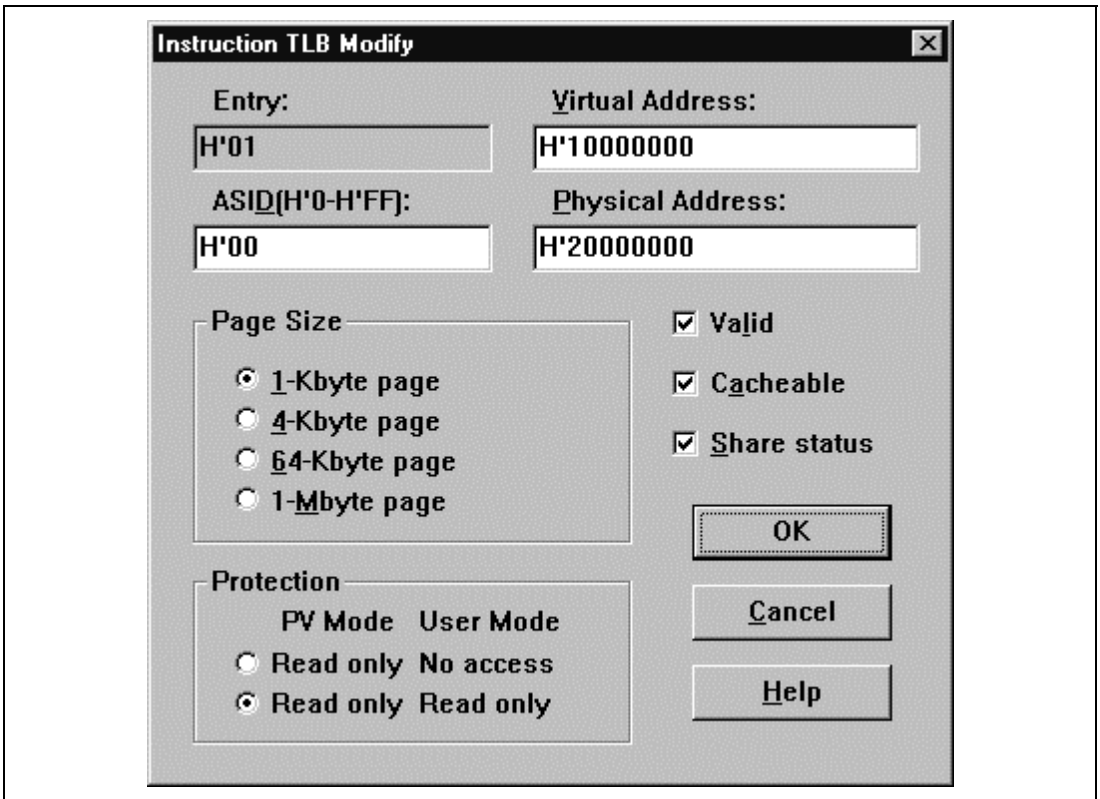 Instruction TLB Modify
Entry:
Virtual Address:
H'01
H'10000000
ASID(H'0-H'FF):
Physical Address:
H'00
H'20000000
Page Size
1-Kbyte page
4-Kbyte page
64-Kbyte page
1-Mbyte page
Valid
Cacheable
Share status
OK
Protection
PV Mode User Mode
Read only No access
Read only Read only
Cancel
Help